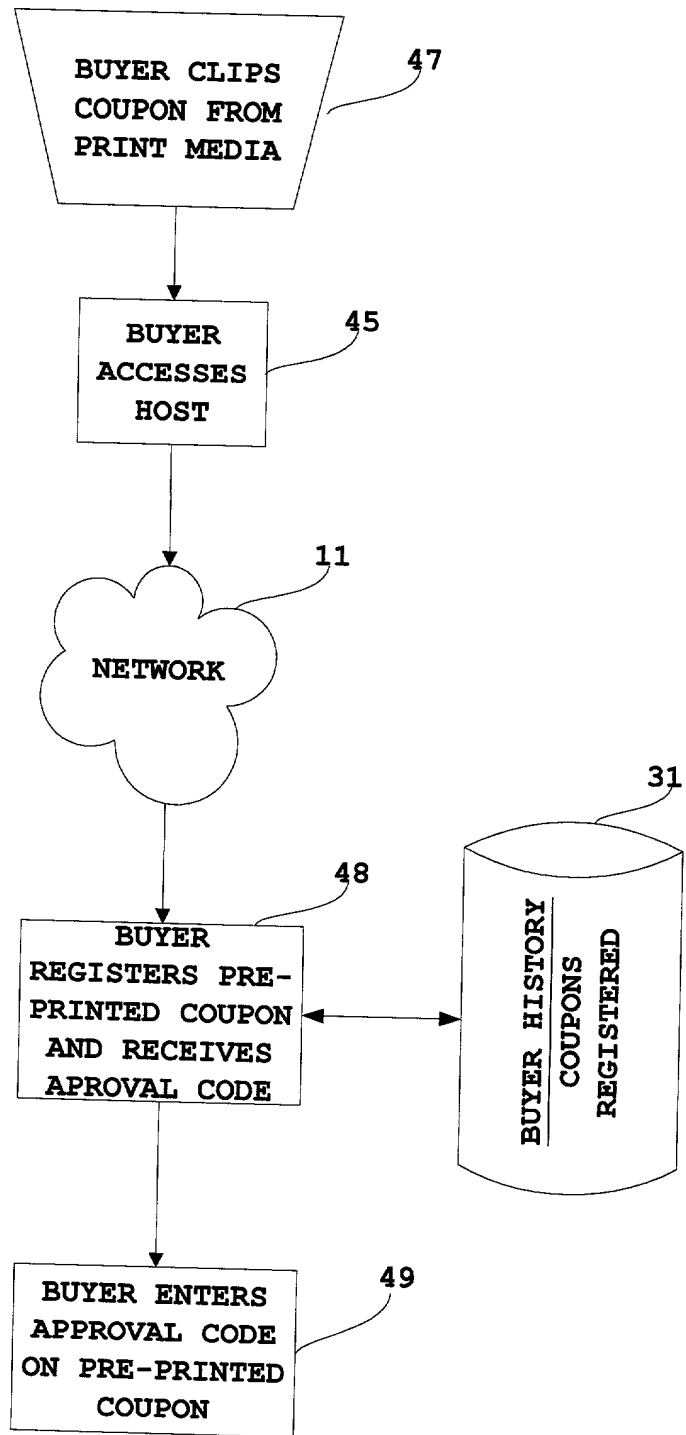 BUYER CLIPS
COUPON FROM
PRINT MEDIA
47
BUYER
ACCESSES
HOST
45
NETWORK
11
BUYER
REGISTERS PRE-
PRINTED COUPON
AND RECEIVES
APROVAL CODE
48
BUYER HISTORY
COUPONS
REGISTERED
31
BUYER ENTERS
APPROVAL CODE
ON PRE-PRINTED
COUPON
49